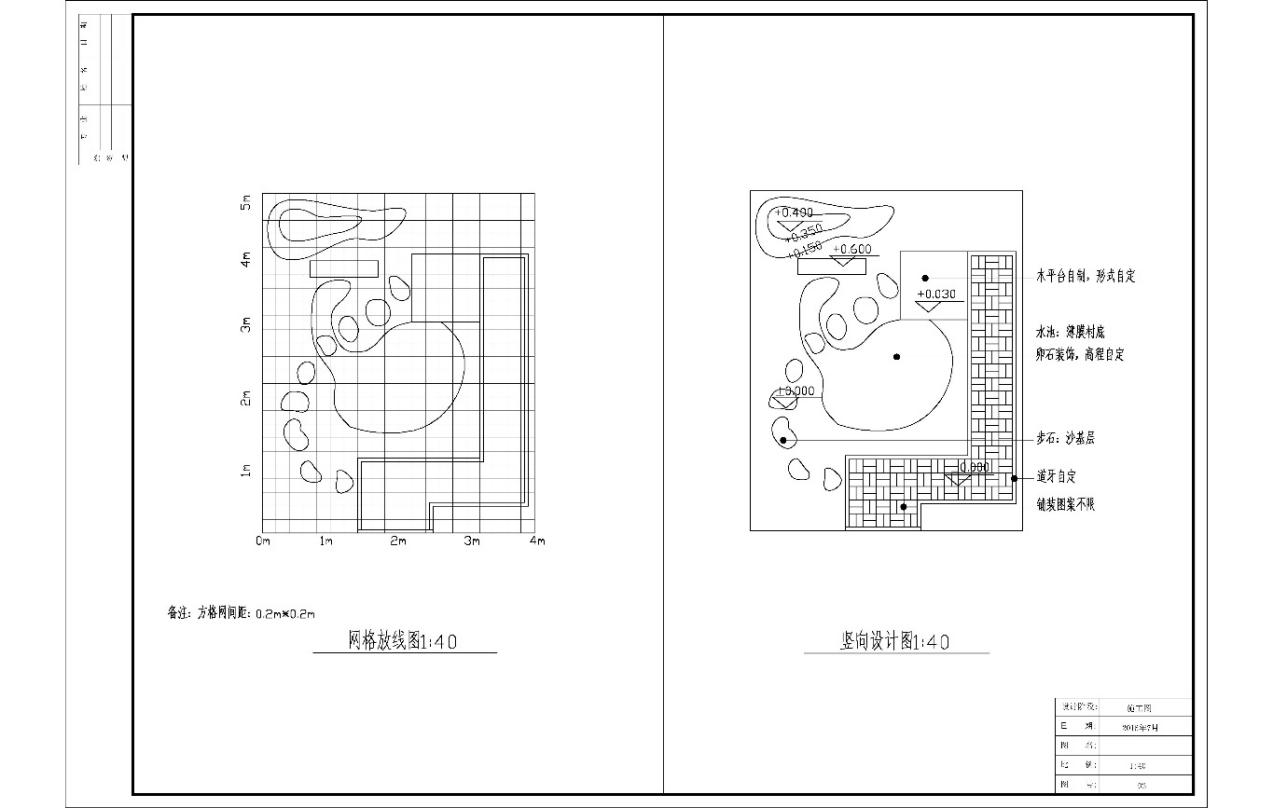 5m
4m
3m
2m
1m
0m 1m 2m 3m 4m
备注：方格网间距：0.2m*0.2m
网格放线图1:40
+0.400
+0.350
+0.150
+0.600
+0.030
±0.000
0.000
木平台自制，形式自定
水池：薄膜衬底
卵石装饰，高程自定
步石：沙基层
道牙自定
铺装图案不限
竖向设计图1:40
设计阶段： 施工图
日 期： 2016年7月
图 名：
比 例： 1:40
图 号：